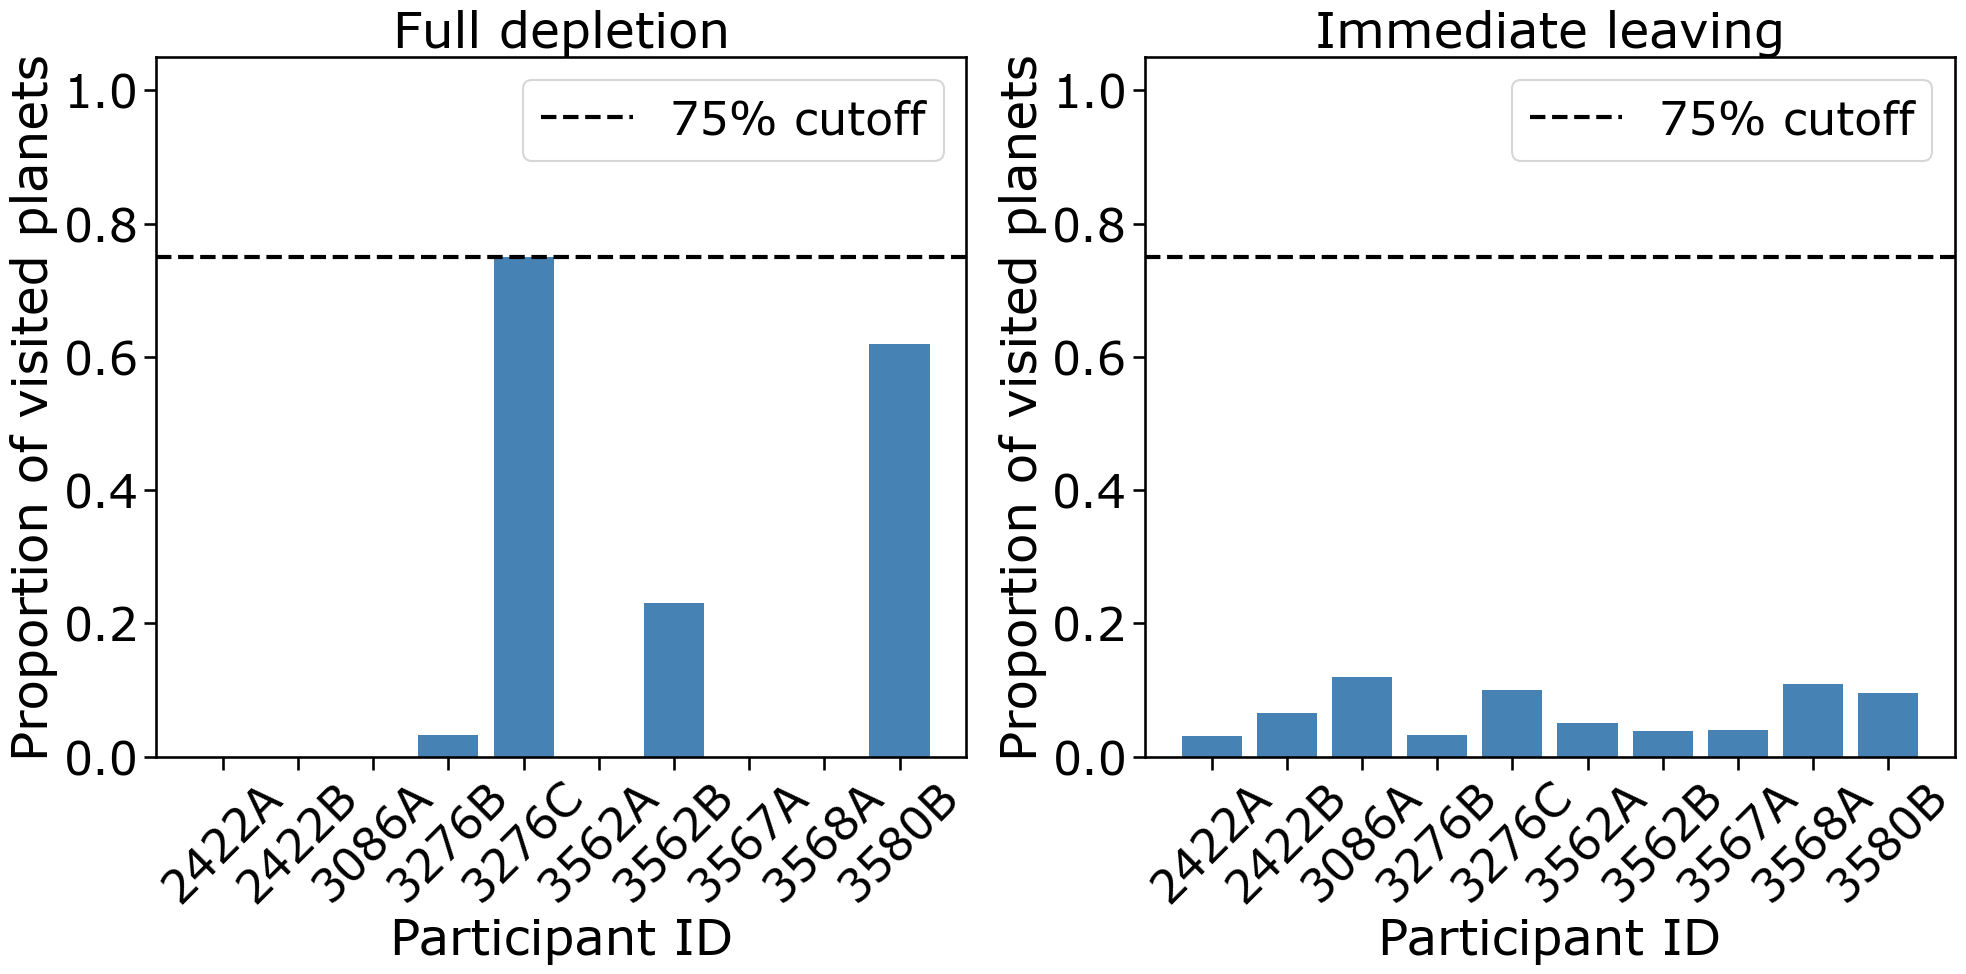 Full depletion
Proportion of visited planets
1.0
0.8
0.6
0.4
0.2
0.0
75% cutoff
2422A
2422B
3086A
3276B
3276C
3562A
3562B
3567A
3568A
3580B
Participant ID
Immediate leaving
Proportion of visited planets
1.0
0.8
0.6
0.4
0.2
0.0
75% cutoff
2422A
2422B
3086A
3276B
3276C
3562A
3562B
3567A
3568A
3580B
Participant ID